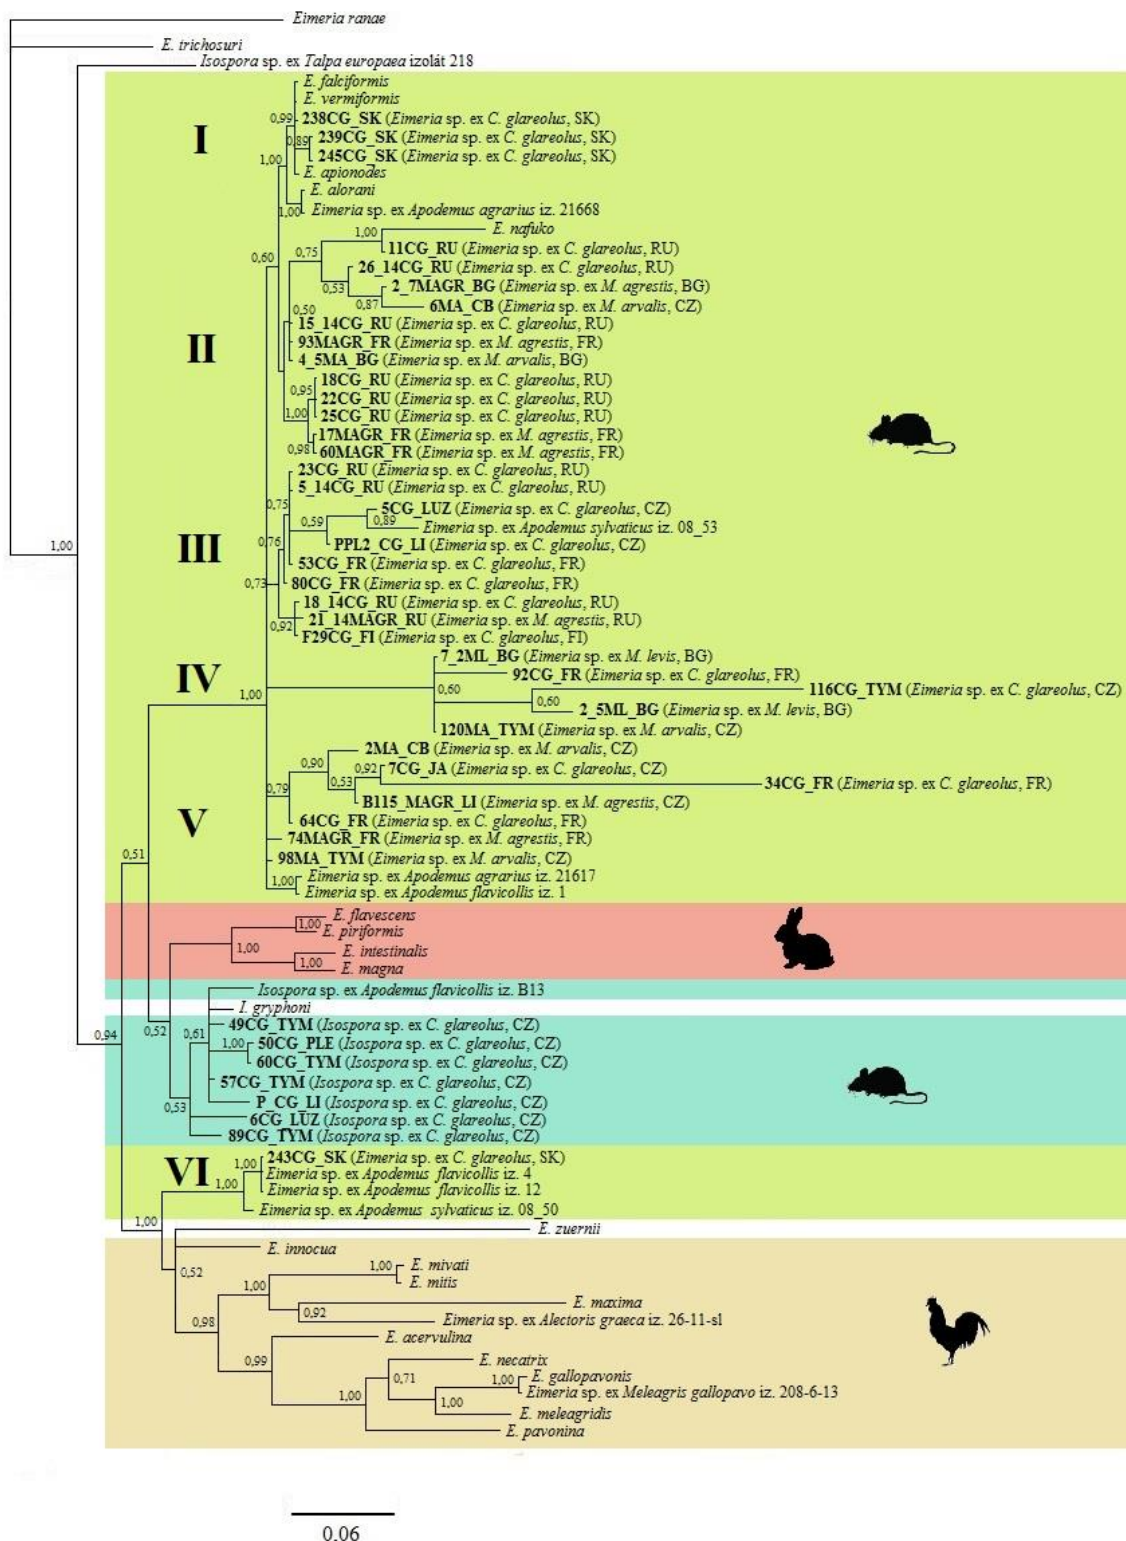 Eimeria ranae
E. trichosuri
Isospora sp. ex Talpa europaea izolát 218
E. falciformis
E. vermiformis
0,99
238CG_SK (Eimeria sp. ex C. glareolus, SK)
I
0,89
239CG_SK (Eimeria sp. ex C. glareolus, SK)
1,00
245CG_SK (Eimeria sp. ex C. glareolus, SK)
E. apionodes
E. alorani
1,00
Eimeria sp. ex Apodemus agrarius iz. 21668
1,00
E. nafuko
0,75
11CG_RU (Eimeria sp. ex C. glareolus, RU)
0,60
26_14CG_RU (Eimeria sp. ex C. glareolus, RU)
0,53
2_7MAGR_BG (Eimeria sp. ex M. agrestis, BG)
0,87
6MA_CB (Eimeria sp. ex M. arvalis, CZ)
0,50
15_14CG_RU (Eimeria sp. ex C. glareolus, RU)
II
93MAGR_FR (Eimeria sp. ex M. agrestis, FR)
4_5MA_BG (Eimeria sp. ex M. arvalis, BG)
18CG_RU (Eimeria sp. ex C. glareolus, RU)
0,95
22CG_RU (Eimeria sp. ex C. glareolus, RU)
1,00
25CG_RU (Eimeria sp. ex C. glareolus, RU)
17MAGR_FR (Eimeria sp. ex M. agrestis, FR)
0,98
60MAGR_FR (Eimeria sp. ex M. agrestis, FR)
23CG_RU (Eimeria sp. ex C. glareolus, RU)
5_14CG_RU (Eimeria sp. ex C. glareolus, RU)
0,75
5CG_LUZ (Eimeria sp. ex C. glareolus, CZ)
0,59
0,89
Eimeria sp. ex Apodemus sylvaticus iz. 08_53
III
0,76
PPL2_CG_LI (Eimeria sp. ex C. glareolus, CZ)
53CG_FR (Eimeria sp. ex C. glareolus, FR)
0,73
80CG_FR (Eimeria sp. ex C. glareolus, FR)
18_14CG_RU (Eimeria sp. ex C. glareolus, RU)
21_14MAGR_RU (Eimeria sp. ex M. agrestis, RU)
0,92
F29CG_FI (Eimeria sp. ex C. glareolus, FI)
1,00
7_2ML_BG (Eimeria sp. ex M. levis, BG)
IV
92CG_FR (Eimeria sp. ex C. glareolus, FR)
1,00
0,60
116CG_TYM (Eimeria sp. ex C. glareolus, CZ)
0,60
2_5ML_BG (Eimeria sp. ex M. levis, BG)
120MA_TYM (Eimeria sp. ex M. arvalis, CZ)
2MA_CB (Eimeria sp. ex M. arvalis, CZ)
0,90
0,92
7CG_JA (Eimeria sp. ex C. glareolus, CZ)
0,79
0,53
34CG_FR (Eimeria sp. ex C. glareolus, FR)
B115_MAGR_LI (Eimeria sp. ex M. agrestis, CZ)
V
64CG_FR (Eimeria sp. ex C. glareolus, FR)
74MAGR_FR (Eimeria sp. ex M. agrestis, FR)
0,51
98MA_TYM (Eimeria sp. ex M. arvalis, CZ)
Eimeria sp. ex Apodemus agrarius iz. 21617
1,00
Eimeria sp. ex Apodemus flavicollis iz. 1
E. flavescens
1,00
E. piriformis
1,00
E. intestinalis
1,00
E. magna
Isospora sp. ex Apodemus flavicollis iz. B13
I. gryphoni
0,94
0,52
0,61
49CG_TYM (Isospora sp. ex C. glareolus, CZ)
1,00
50CG_PLE (Isospora sp. ex C. glareolus, CZ)
60CG_TYM (Isospora sp. ex C. glareolus, CZ)
57CG_TYM (Isospora sp. ex C. glareolus, CZ)
0,53
P_CG_LI (Isospora sp. ex C. glareolus, CZ)
6CG_LUZ (Isospora sp. ex C. glareolus, CZ)
89CG_TYM (Isospora sp. ex C. glareolus, CZ)
VI
1,00
243CG_SK (Eimeria sp. ex C. glareolus, SK)
Eimeria sp. ex Apodemus flavicollis iz. 4
1,00
Eimeria sp. ex Apodemus flavicollis iz. 12
Eimeria sp. ex Apodemus sylvaticus iz. 08_50
1,00
E. zuernii
E. innocua
0,52
1,00
E. mivati
E. mitis
1,00
E. maxima
0,92
Eimeria sp. ex Alectoris graeca iz. 26-11-sl
0,98
E. acervulina
0,99
E. necatrix
0,71
1,00
E. gallopavonis
Eimeria sp. ex Meleagris gallopavo iz. 208-6-13
1,00
1,00
E. meleagridis
E. pavonina
0,06